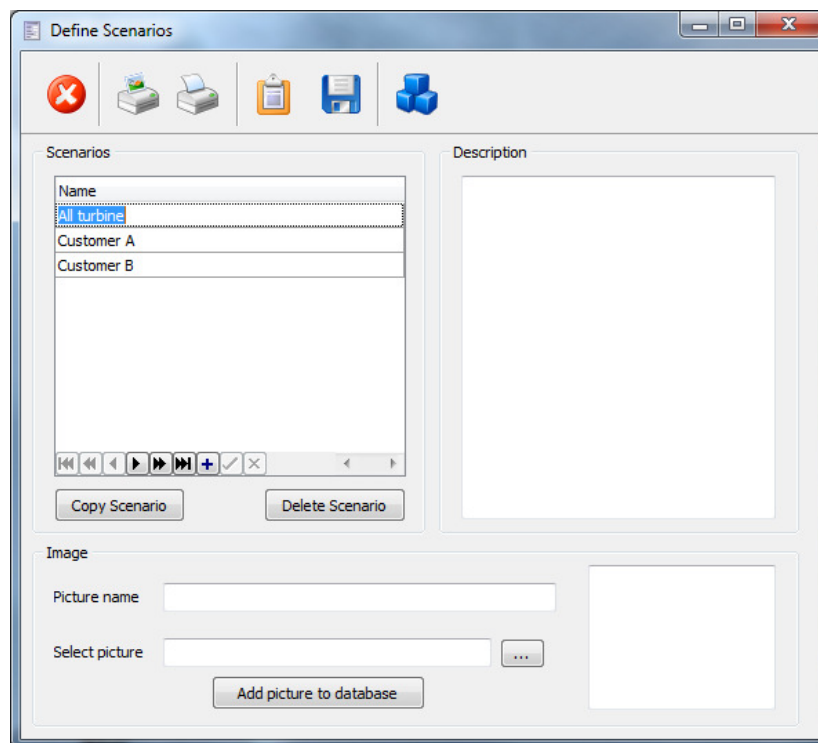 Define Scenarios
Scenarios
Name
All turbine
Customer A
Customer B
Copy Scenario
Delete Scenario
Description
Image
Picture name
Select picture
...
Add picture to database